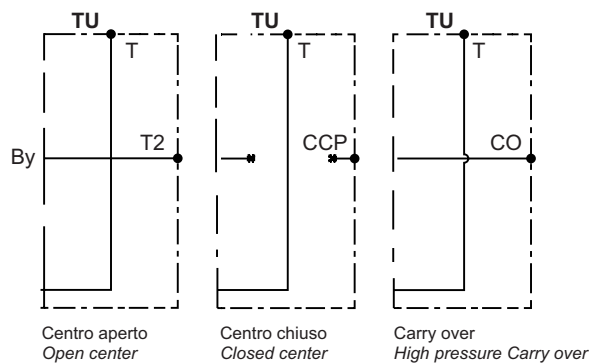 TU TU TU
T T T
By T2 CCP CO
Centro aperto
Open center
Centro chiuso
Closed center
Carry over
High pressure Carry over